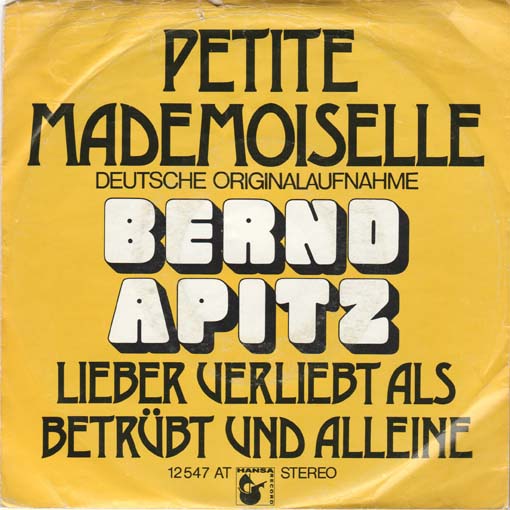 PETITE
MADEMOISELLE
DEUTSCHE ORIGINALAUFNAHME
BERND
APITZ
LIEBER VERLIEBT ALS
BETRÜBT UND ALLEINE
12 547 AT HANSA RECORD STEREO